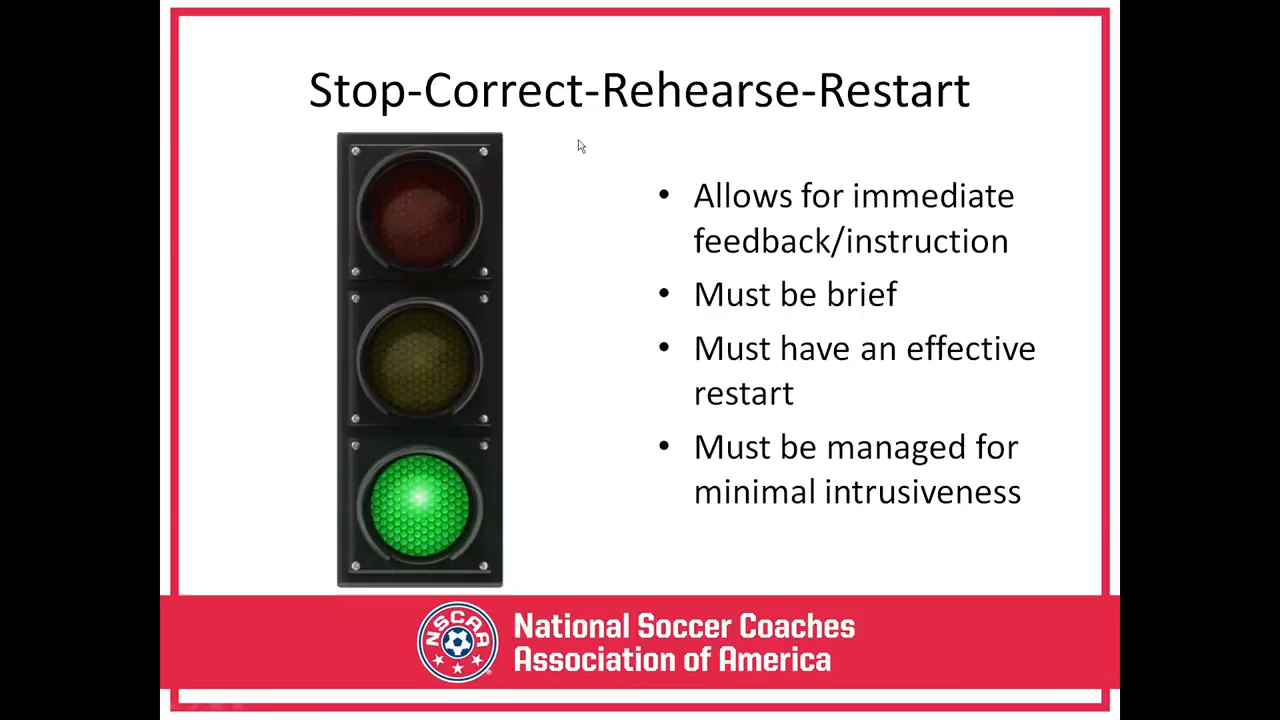 Stop-Correct-Rehearse-Restart
• Allows for immediate
feedback/instruction
• Must be brief
• Must have an effective
restart
• Must be managed for
minimal intrusiveness
NSCAA
National Soccer Coaches
Association of America